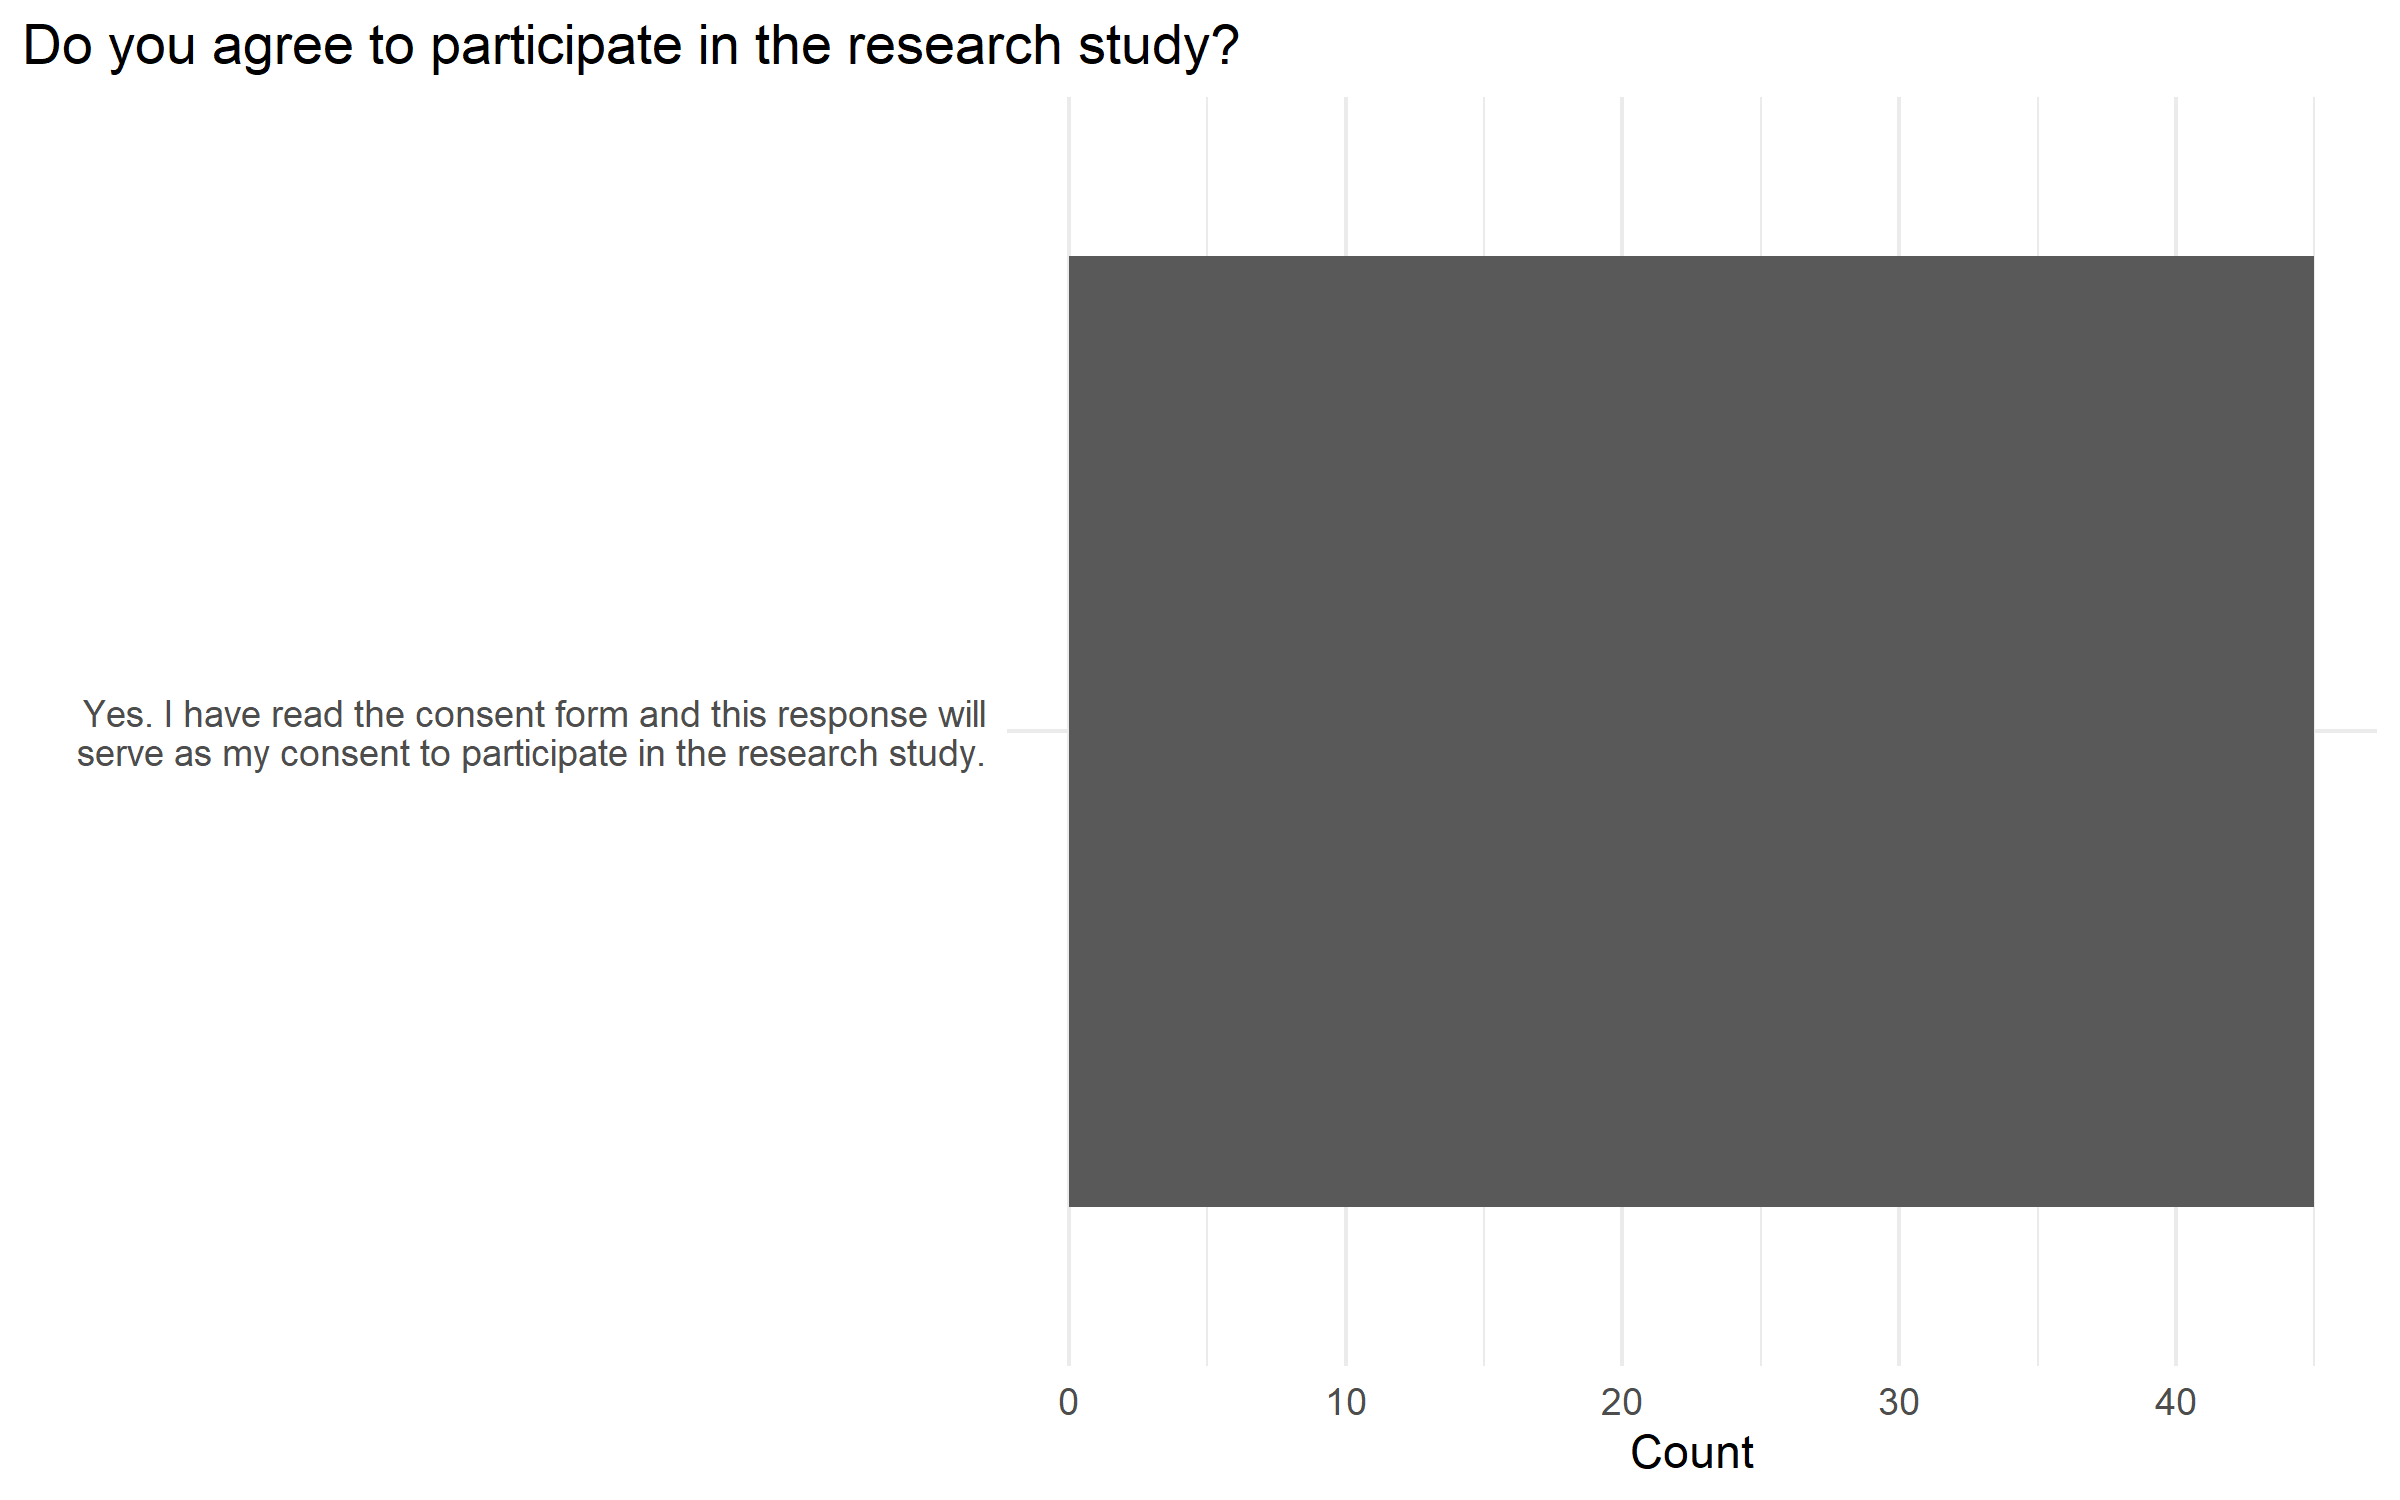 Do you agree to participate in the research study?
Yes. I have read the consent form and this response will
serve as my consent to participate in the research study.
0 10 20 30 40
Count